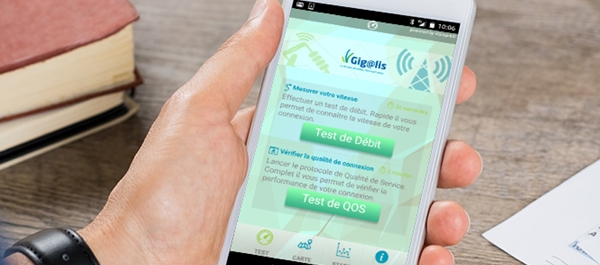 10:06
Gigalis
Mesurer votre vitesse
Effectuer un test de débit, Rapide il vous
permet de connaître la vitesse de votre
connexion.
Test de Débit
Vérifier la qualité de connexion
Lancer le protocole de Qualité de Service.
Complet il vous permet de vérifier la
performance de votre connexion.
Test de QOS
TEST
CARTE